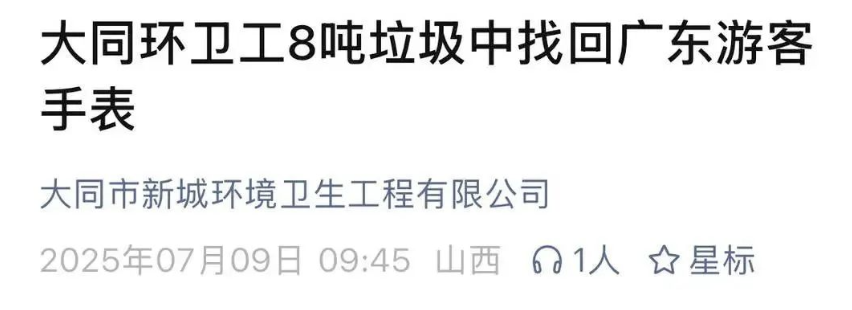 大同环卫工8吨垃圾中找回广东游客
手表
大同市新城环境卫生工程有限公司
2025年07月09日 09:45 山西 1人 星标